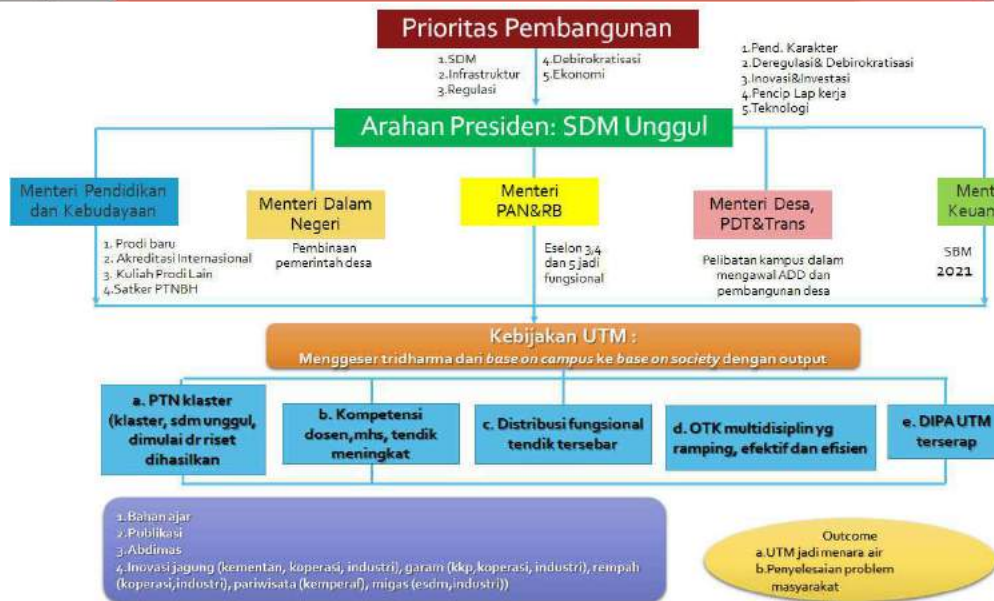 Prioritas Pembangunan
1.SDM
2.Infrastruktur
3.Regulasi
4.Debirokratisasi
5.Ekonomi
1.Pend. Karakter
2.Deregulasi& Debirokratisasi
3.Inovasi&Investasi
4.Pencip Lap kerja
5.Teknologi
Arahan Presiden: SDM Unggul
Menteri Pendidikan
dan Kebudayaan
1. Prodi baru
2. Akreditasi Internasional
3. Kuliah Prodi Lain
4.Satker PTNBH
Menteri Dalam
Negeri
Pembinaan
pemerintah desa
Menteri
PAN&RB
Eselon 3,4
dan 5 jadi
fungsional
Menteri Desa,
PDT&Trans
Pelibatan kampus dalam
mengawal ADD dan
pembangunan desa
Ment
Keuan
SBM
2021
Kebijakan UTM :
Menggeser tridharma dari base on campus ke base on society dengan output
a. PTN klaster
(klaster, sdm unggul,
dimulai dr riset
dihasilkan
b. Kompetensi
dosen,mhs, tendik
meningkat
c. Distribusi fungsional
tendik tersebar
d. OTK multidisiplin yg
ramping, efektif dan efisien
e. DIPA UTM
terserap
1.Bahan ajar
2.Publikasi
3.Abdimas
4.Inovasi jagung (kementan, koperasi, industri), garam (kkp,koperasi, industri), rempah
(koperasi,industri), pariwisata (kemperaf), migas (esdm,industri))
Outcome
a.UTM jadi menara air
b.Penyelesaian problem
masyarakat